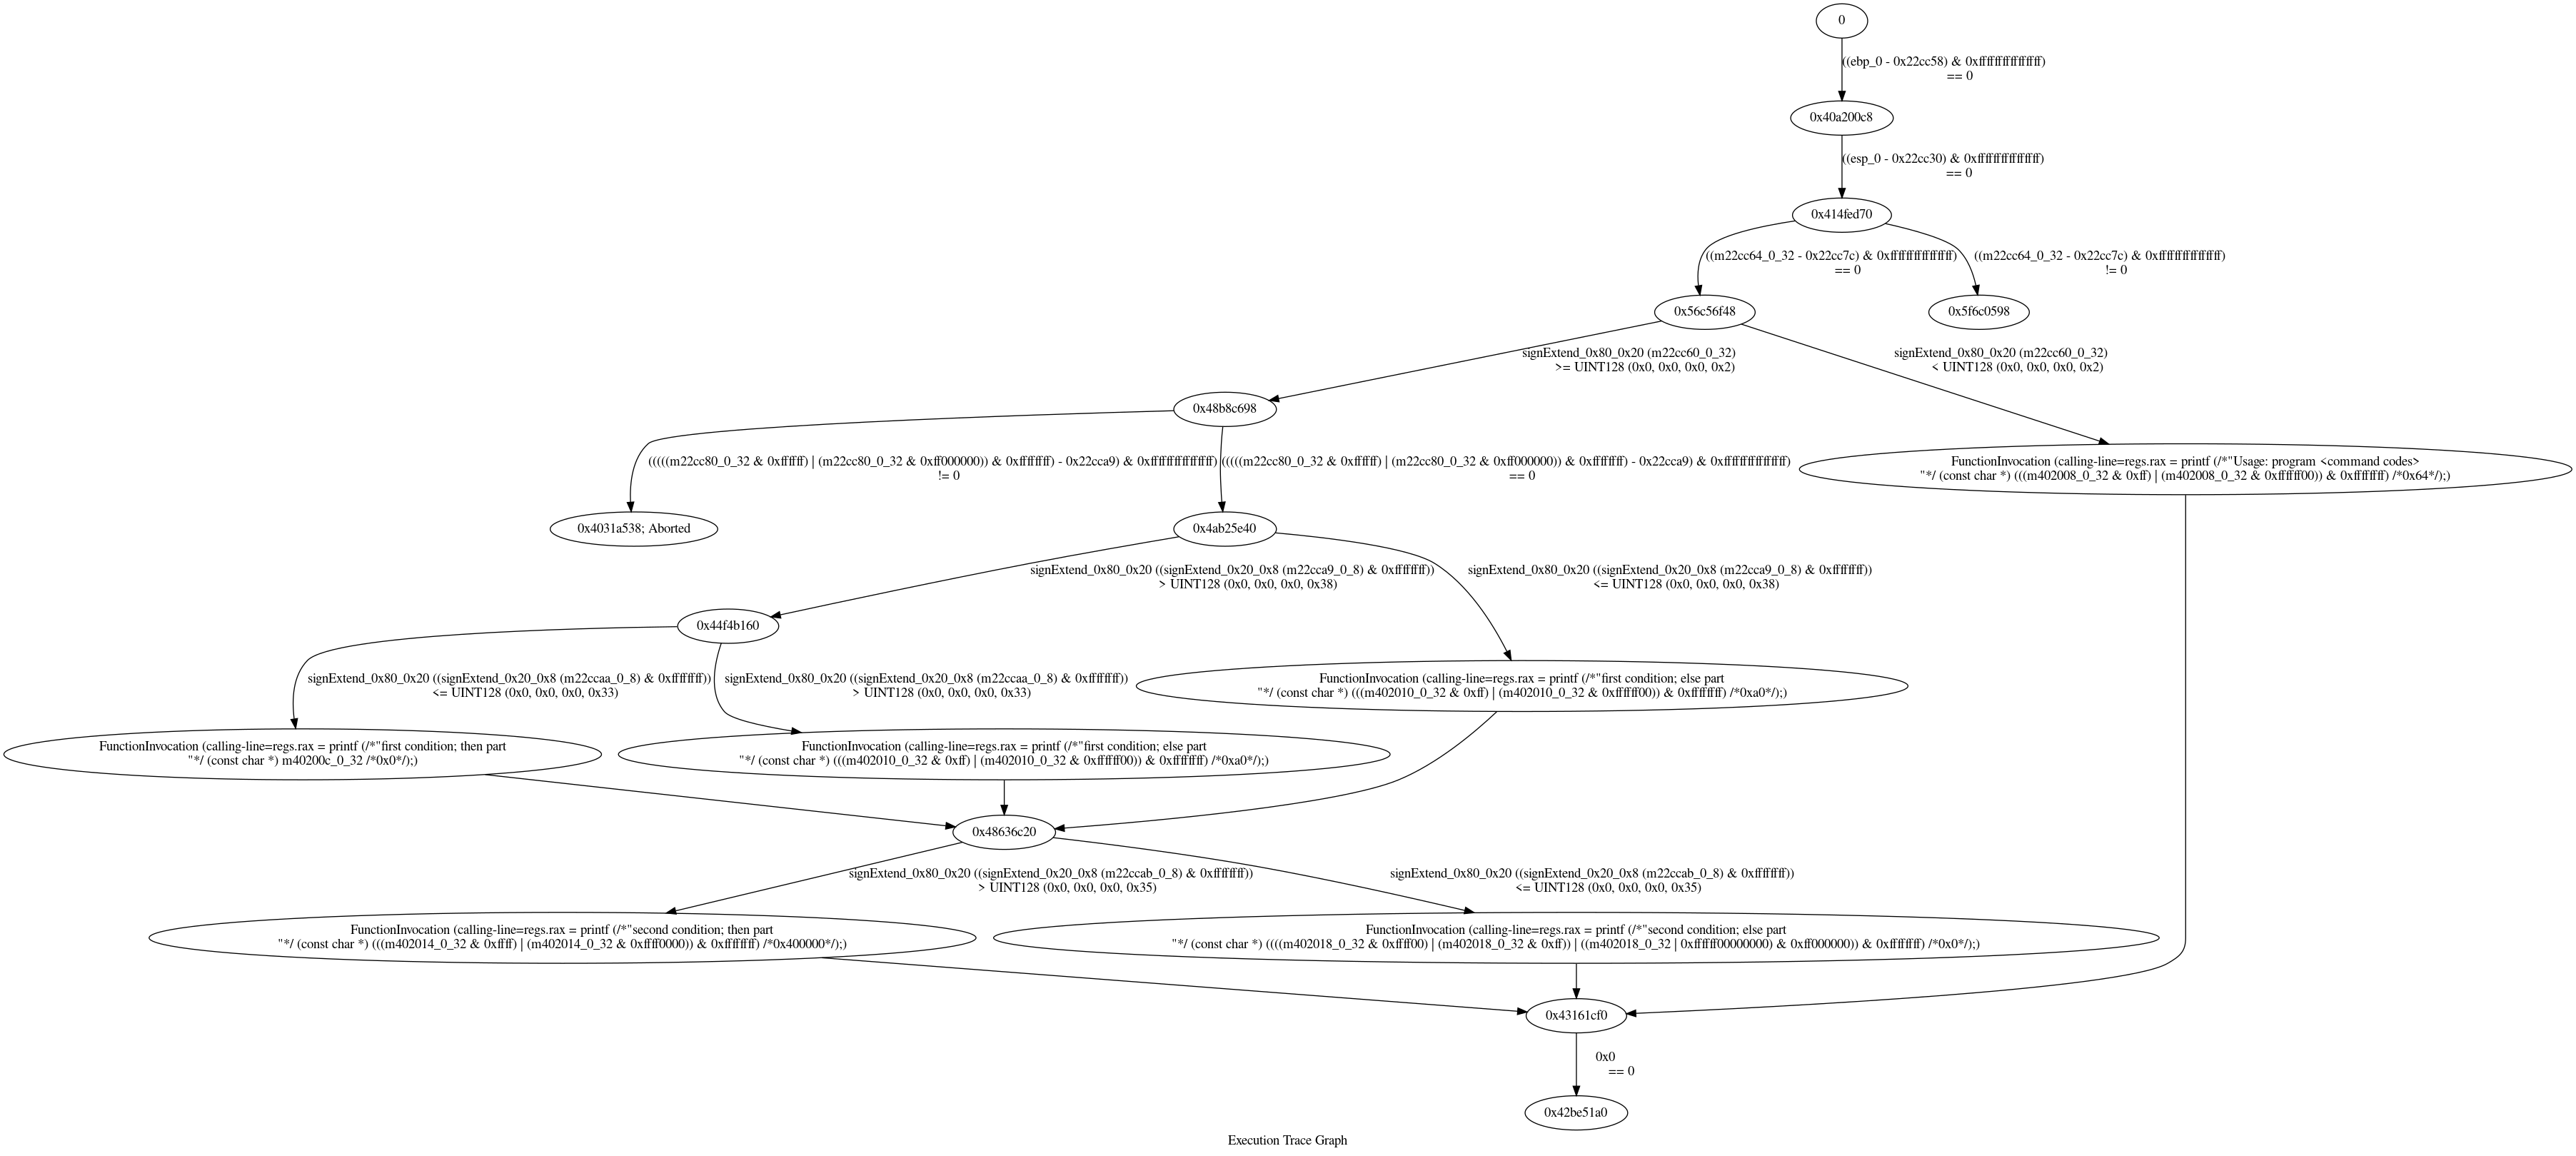 0
((ebp_0 - 0x22cc58) & 0xffffffffffffffff)
== 0
0x40a200c8
((esp_0 - 0x22cc30) & 0xffffffffffffffff)
== 0
0x414fed70
((m22cc64_0_32 - 0x22cc7c) & 0xffffffffffffffff)
== 0
((m22cc64_0_32 - 0x22cc7c) & 0xffffffffffffffff)
!= 0
0x56c56f48
0x5f6c0598
signExtend_0x80_0x20 (m22cc60_0_32)
>= UINT128 (0x0, 0x0, 0x0, 0x2)
signExtend_0x80_0x20 (m22cc60_0_32)
< UINT128 (0x0, 0x0, 0x0, 0x2)
0x48b8c698
(((((m22cc80_0_32 & 0xffffff) | (m22cc80_0_32 & 0xff000000)) & 0xffffffff) - 0x22cca9) & 0xffffffffffffffff)
!= 0
(((((m22cc80_0_32 & 0xffffff) | (m22cc80_0_32 & 0xff000000)) & 0xffffffff) - 0x22cca9) & 0xffffffffffffffff)
== 0
FunctionInvocation (calling-line=regs.rax = printf (/*"Usage: program <command codes>
"*/ (const char *) (((m402008_0_32 & 0xff) | (m402008_0_32 & 0xffffff00)) & 0xffffffff) /*0x64*/);)
0x4031a538; Aborted
0x4ab25e40
signExtend_0x80_0x20 ((signExtend_0x20_0x8 (m22cca9_0_8) & 0xffffffff))
> UINT128 (0x0, 0x0, 0x0, 0x38)
signExtend_0x80_0x20 ((signExtend_0x20_0x8 (m22cca9_0_8) & 0xffffffff))
<= UINT128 (0x0, 0x0, 0x0, 0x38)
0x44f4b160
signExtend_0x80_0x20 ((signExtend_0x20_0x8 (m22ccaa_0_8) & 0xffffffff))
<= UINT128 (0x0, 0x0, 0x0, 0x33)
signExtend_0x80_0x20 ((signExtend_0x20_0x8 (m22ccaa_0_8) & 0xffffffff))
> UINT128 (0x0, 0x0, 0x0, 0x33)
FunctionInvocation (calling-line=regs.rax = printf (/*"first condition; else part
"*/ (const char *) (((m402010_0_32 & 0xff) | (m402010_0_32 & 0xffffff00)) & 0xffffffff) /*0xa0*/);)
FunctionInvocation (calling-line=regs.rax = printf (/*"first condition; then part
"*/ (const char *) m40200c_0_32 /*0x0*/);)
FunctionInvocation (calling-line=regs.rax = printf (/*"first condition; else part
"*/ (const char *) (((m402010_0_32 & 0xff) | (m402010_0_32 & 0xffffff00)) & 0xffffffff) /*0xa0*/);)
0x48636c20
signExtend_0x80_0x20 ((signExtend_0x20_0x8 (m22ccab_0_8) & 0xffffffff))
> UINT128 (0x0, 0x0, 0x0, 0x35)
signExtend_0x80_0x20 ((signExtend_0x20_0x8 (m22ccab_0_8) & 0xffffffff))
<= UINT128 (0x0, 0x0, 0x0, 0x35)
FunctionInvocation (calling-line=regs.rax = printf (/*"second condition; then part
"*/ (const char *) (((m402014_0_32 & 0xffff) | (m402014_0_32 & 0xffff0000)) & 0xffffffff) /*0x400000*/);)
FunctionInvocation (calling-line=regs.rax = printf (/*"second condition; else part
"*/ (const char *) ((((m402018_0_32 & 0xffff00) | (m402018_0_32 & 0xff)) | ((m402018_0_32 | 0xffffffff00000000) & 0xff000000)) & 0xffffffff) /*0x0*/);)
0x43161cf0
0x0
== 0
0x42be51a0
Execution Trace Graph